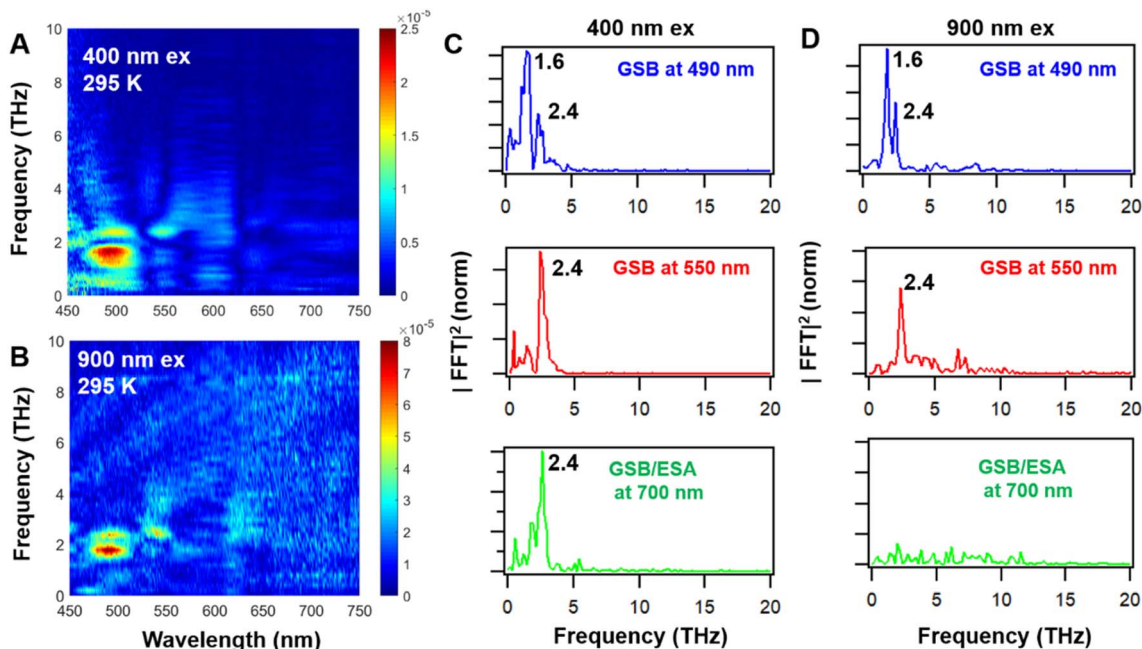 A
400 nm ex
295 K
Frequency (THz)
10
8
6
4
2
0
450 500 550 600 650 700 750
×10⁻⁵
2.5
2
1.5
1
0.5
0
B
900 nm ex
295 K
Frequency (THz)
10
8
6
4
2
0
450 500 550 600 650 700 750
Wavelength (nm)
×10⁻⁵
8
7
6
5
4
3
2
1
0
C
400 nm ex
| FFT|² (norm)
1.6
2.4
GSB at 490 nm
0 5 10 15 20
2.4
GSB at 550 nm
0 5 10 15 20
2.4
GSB/ESA
at 700 nm
0 5 10 15 20
Frequency (THz)
D
900 nm ex
| FFT|² (norm)
1.6
2.4
GSB at 490 nm
0 5 10 15 20
2.4
GSB at 550 nm
0 5 10 15 20
GSB/ESA
at 700 nm
0 5 10 15 20
Frequency (THz)